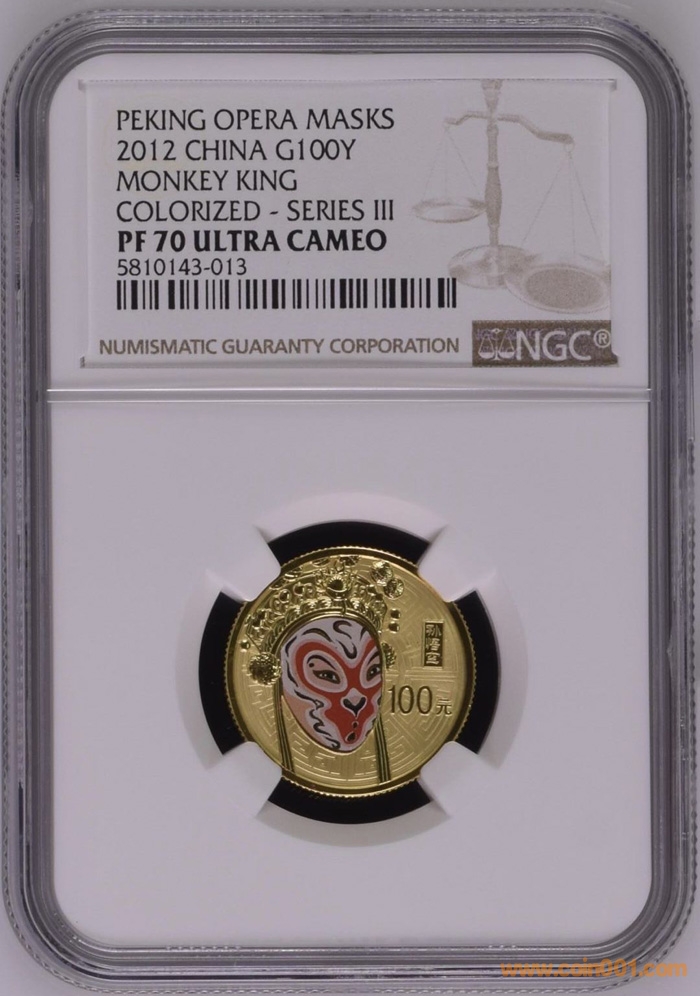 PEKING OPERA MASKS
2012 CHINA G100Y
MONKEY KING
COLORIZED - SERIES III
PF 70 ULTRA CAMEO
5810143-013
NUMISMATIC GUARANTY CORPORATION
NGC®
孙悟空
100元
www.coin001.com